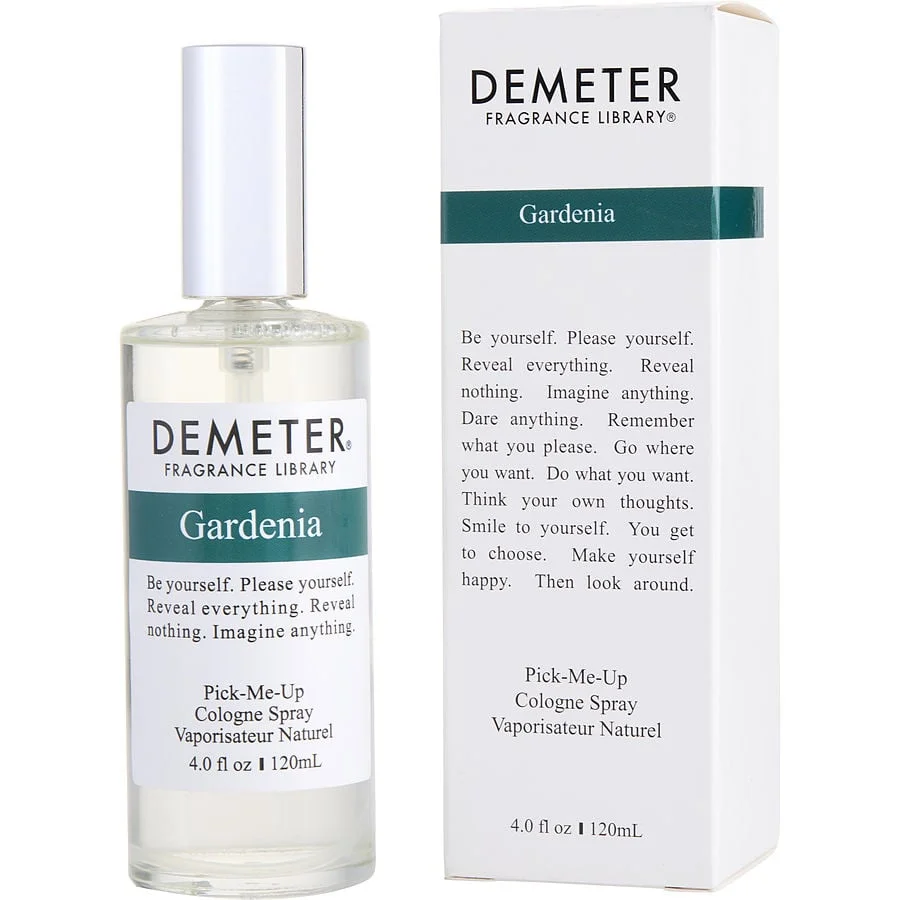 DEMETER®
FRAGRANCE LIBRARY
Gardenia
Be yourself. Please yourself.
Reveal everything. Reveal
nothing. Imagine anything.
Pick-Me-Up
Cologne Spray
Vaporisateur Naturel
4.0 fl oz ❙ 120mL
DEMETER
FRAGRANCE LIBRARY®
Gardenia
Be yourself. Please yourself.
Reveal everything. Reveal
nothing. Imagine anything.
Dare anything. Remember
what you please. Go where
you want. Do what you want.
Think your own thoughts.
Smile to yourself. You get
to choose. Make yourself
happy. Then look around.
Pick-Me-Up
Cologne Spray
Vaporisateur Naturel
4.0 fl oz ❙ 120mL